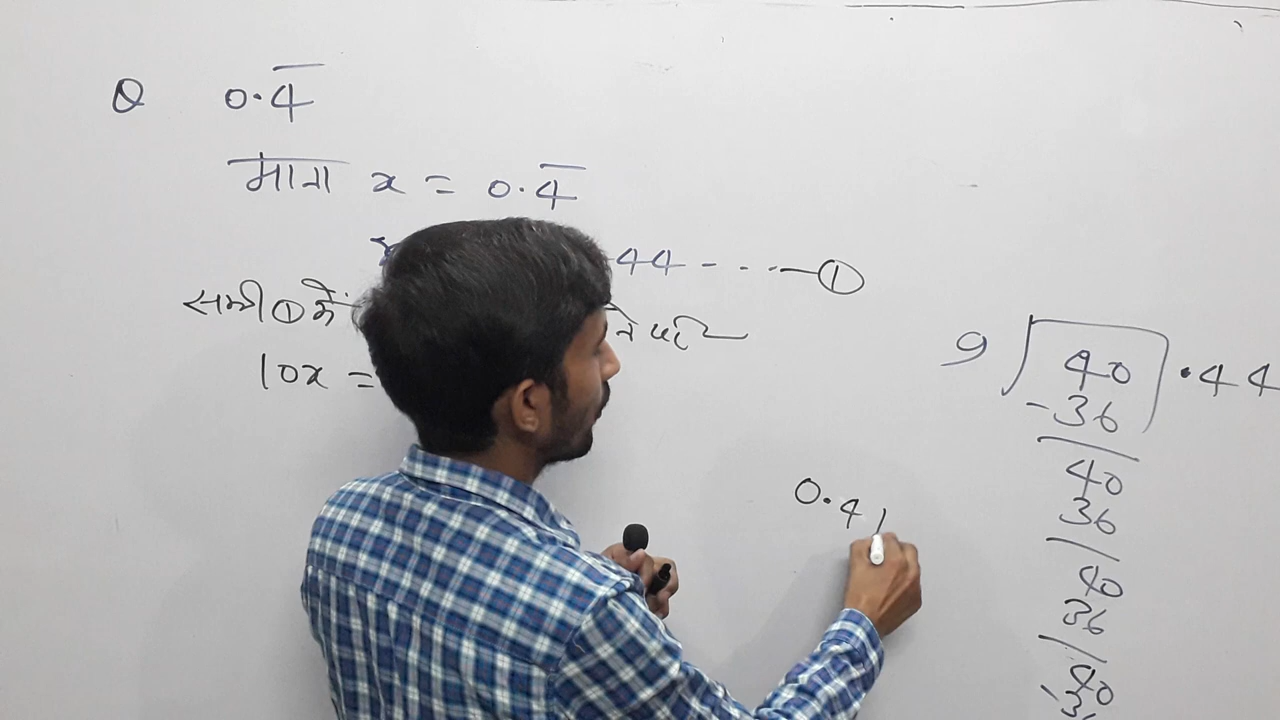 Q 0.4̅
माना x = 0.4̅
44 - - - - ①
समी ① में
10x =
9 ) 40 ( .44
-36
40
36
40
36
40
0.4